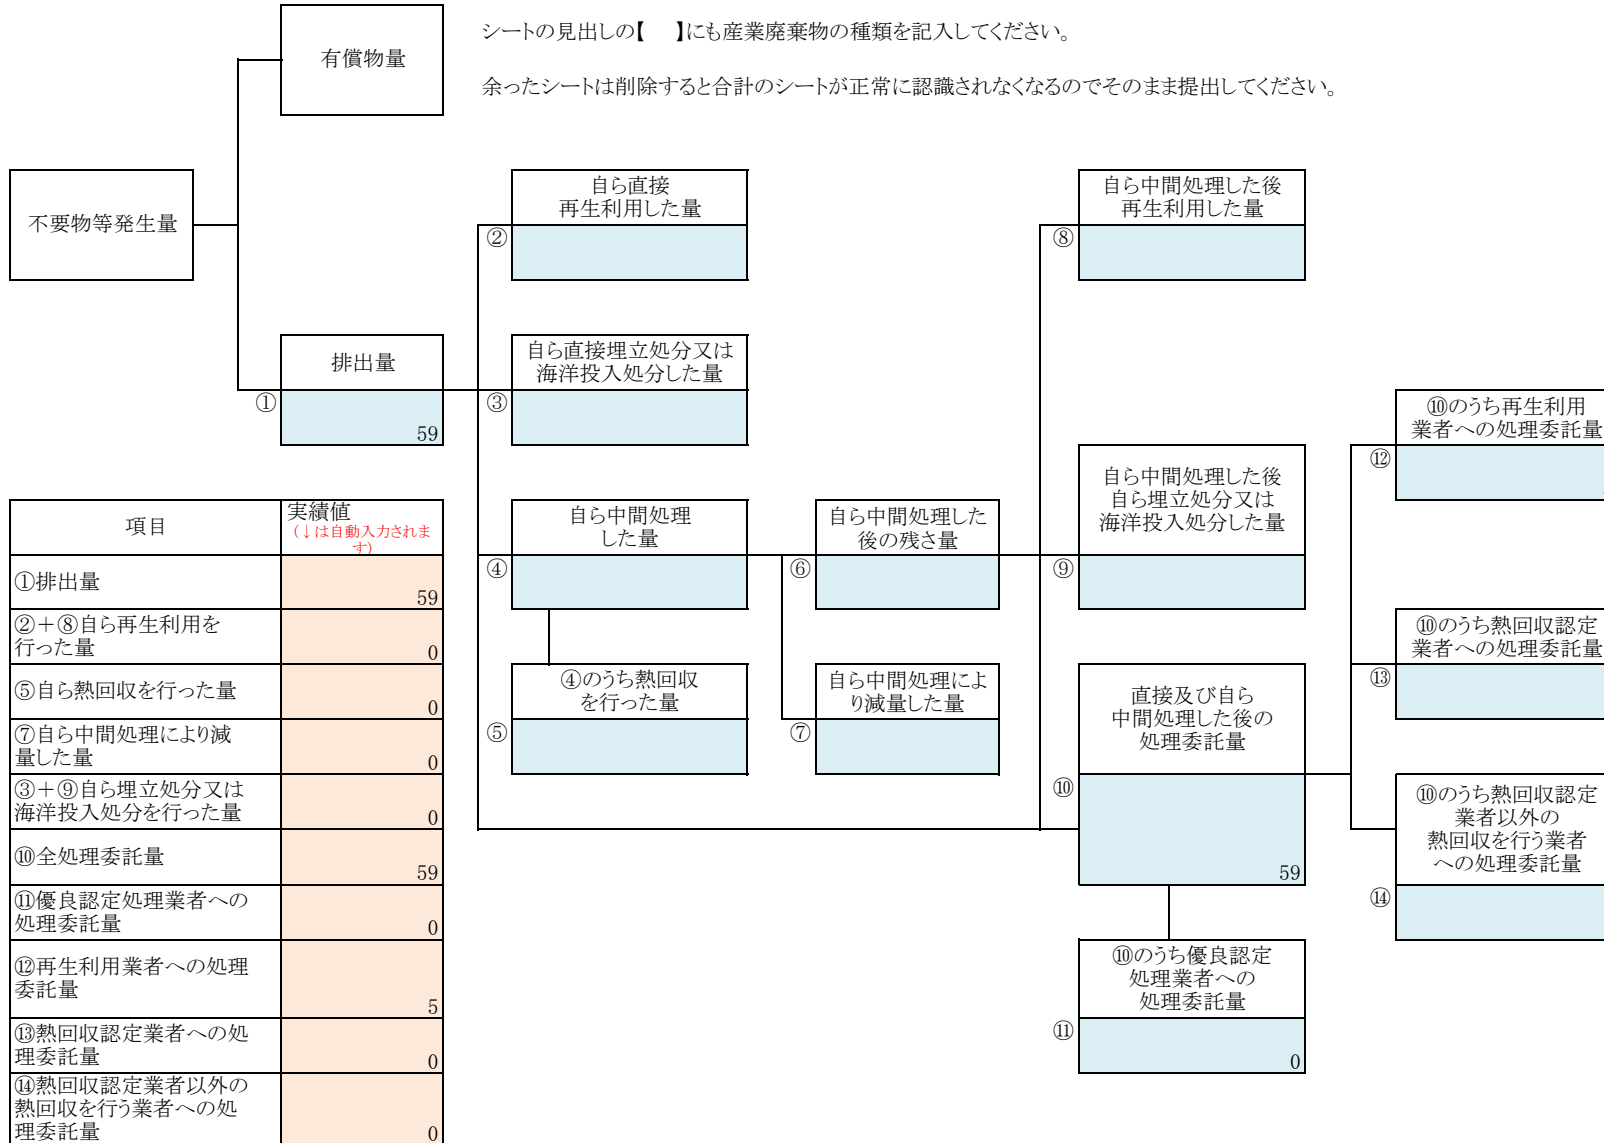 シートの見出しの【　】にも産業廃棄物の種類を記入してください。
有償物量
余ったシートは削除すると合計のシートが正常に認識されなくなるのでそのまま提出してください。
自ら直接
再生利用した量
②
自ら中間処理した後
再生利用した量
⑧
不要物等発生量
排出量
①
59
自ら直接埋立処分又は
海洋投入処分した量
③
⑩のうち再生利用
業者への処理委託量
⑫
自ら中間処理した後
自ら埋立処分又は
海洋投入処分した量
⑨
自ら中間処理
した量
④
自ら中間処理した
後の残さ量
⑥
⑩のうち熱回収認定
業者への処理委託量
⑬
④のうち熱回収
を行った量
⑤
自ら中間処理によ
り減量した量
⑦
直接及び自ら
中間処理した後の
処理委託量
⑩
59
⑩のうち熱回収認定
業者以外の
熱回収を行う業者
への処理委託量
⑭
⑩のうち優良認定
処理業者への
処理委託量
⑪
0
項目
実績値
(↓は自動入力されま
す)
①排出量
59
②＋⑧自ら再生利用を
行った量
0
⑤自ら熱回収を行った量
0
⑦自ら中間処理により減
量した量
0
③＋⑨自ら埋立処分又は
海洋投入処分を行った量
0
⑩全処理委託量
59
⑪優良認定処理業者への
処理委託量
0
⑫再生利用業者への処理
委託量
5
⑬熱回収認定業者への処
理委託量
0
⑭熱回収認定業者以外の
熱回収を行う業者への処
理委託量
0